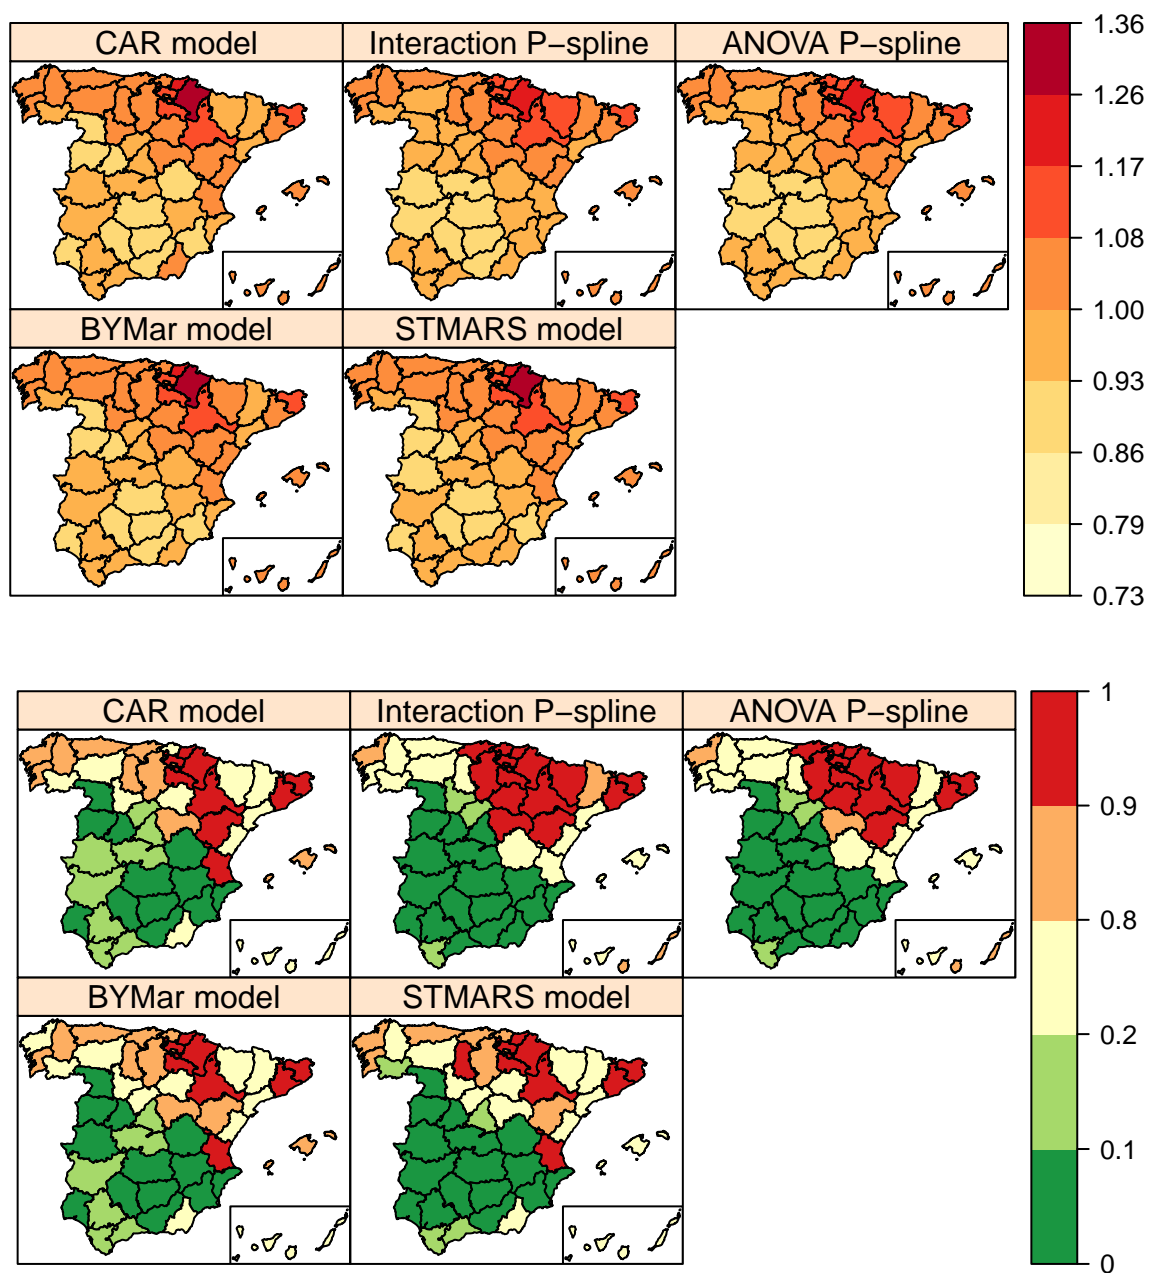 CAR model
Interaction P−spline
ANOVA P−spline
BYMar model
STMARS model
1.36
1.26
1.17
1.08
1.00
0.93
0.86
0.79
0.73
CAR model
Interaction P−spline
ANOVA P−spline
BYMar model
STMARS model
1
0.9
0.8
0.2
0.1
0